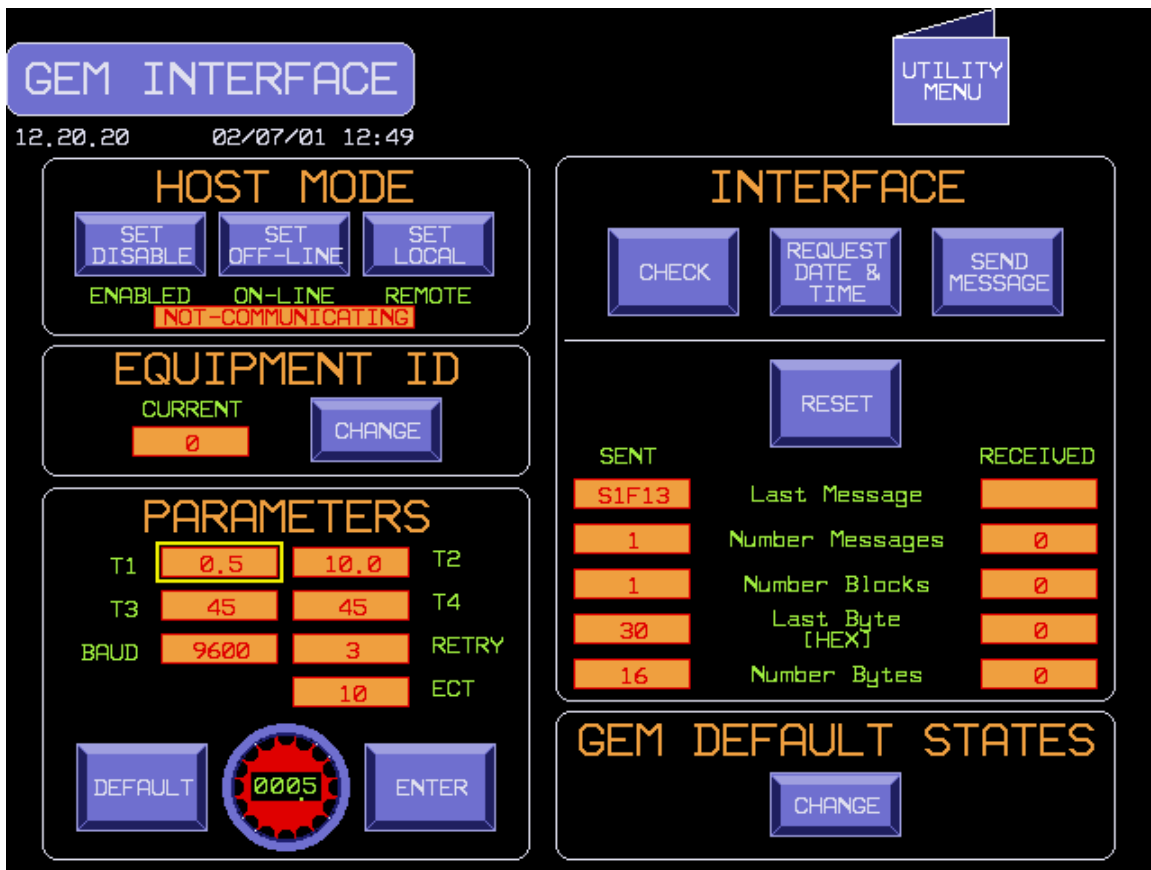 GEM INTERFACE
UTILITY
MENU
12.20.20 02/07/01 12:49
HOST MODE
SET
DISABLE
SET
OFF-LINE
SET
LOCAL
ENABLED ON-LINE REMOTE
NOT-COMMUNICATING
EQUIPMENT ID
CURRENT
0
CHANGE
PARAMETERS
T1 0.5 10.0 T2
T3 45 45 T4
BAUD 9600 3 RETRY
10 ECT
DEFAULT
0005
ENTER
INTERFACE
CHECK
REQUEST
DATE &
TIME
SEND
MESSAGE
RESET
SENT RECEIVED
S1F13 Last Message
1 Number Messages 0
1 Number Blocks 0
30 Last Byte 0
[HEX]
16 Number Bytes 0
GEM DEFAULT STATES
CHANGE